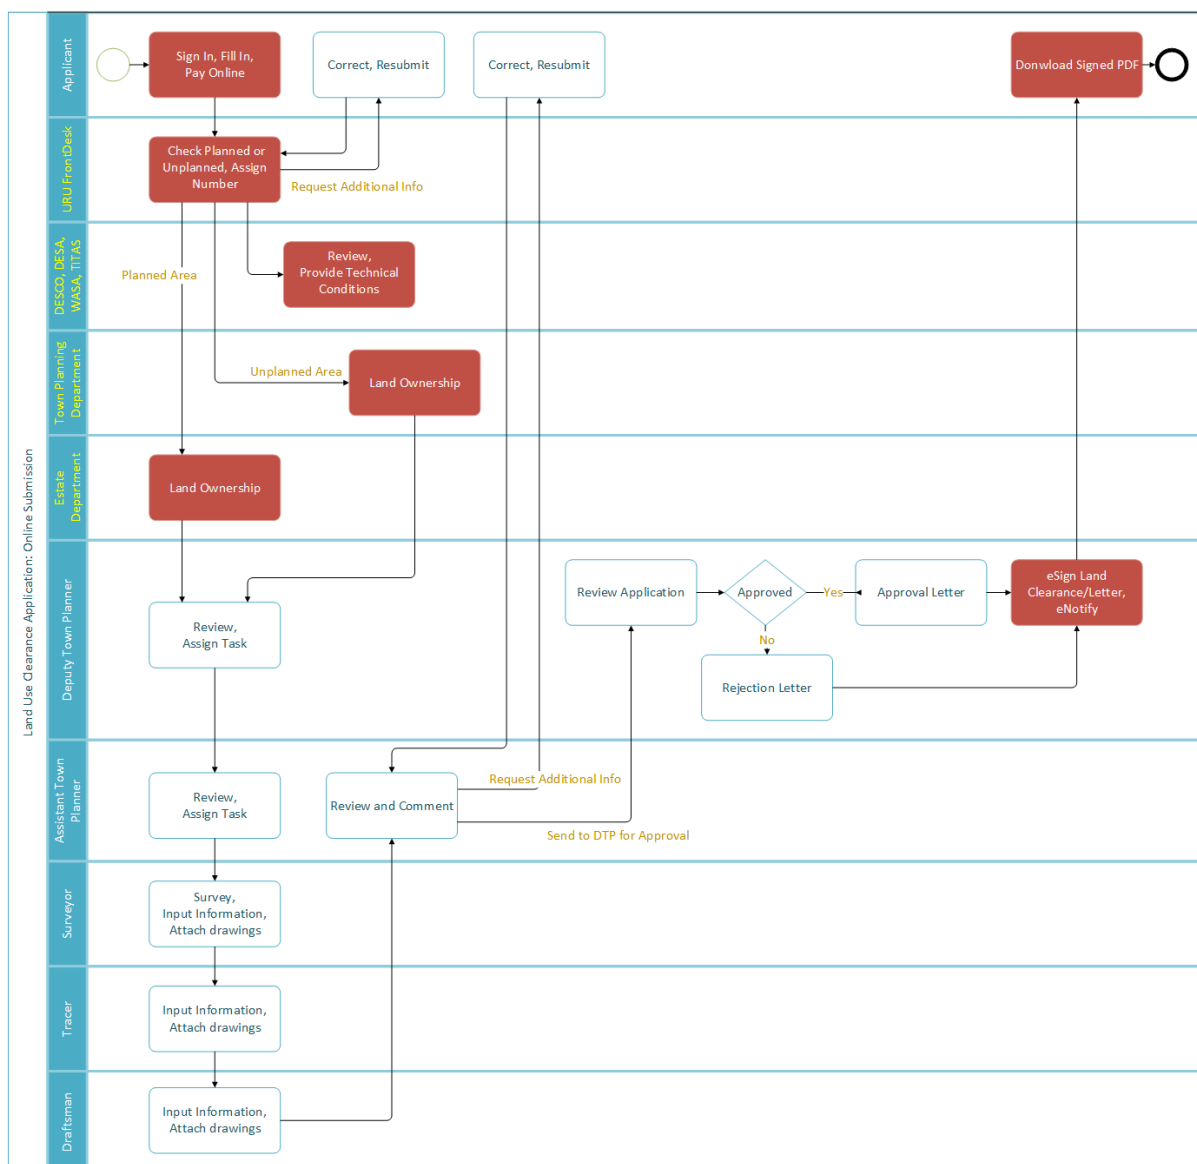 Land Use Clearance Application: Online Submission
Applicant
Sign In, Fill In,
Pay Online
Correct, Resubmit
Correct, Resubmit
Donwload Signed PDF
URU FrontDesk
Check Planned or
Unplanned, Assign
Number
Request Additional Info
DESCO, DESA,
WASA, TITAS
Planned Area
Review,
Provide Technical
Conditions
Town Planning
Department
Unplanned Area
Land Ownership
Estate
Department
Land Ownership
Deputy Town Planner
Review,
Assign Task
Review Application
Approved
Yes
Approval Letter
eSign Land
Clearance/Letter,
eNotify
No
Rejection Letter
Assistant Town
Planner
Review,
Assign Task
Review and Comment
Request Additional Info
Send to DTP for Approval
Surveyor
Survey,
Input Information,
Attach drawings
Tracer
Input Information,
Attach drawings
Draftsman
Input Information,
Attach drawings